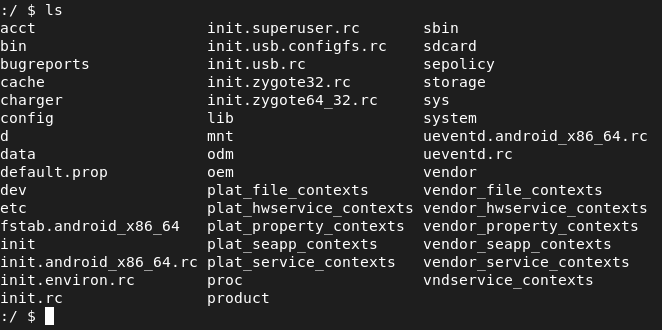 :/ $ ls
acct init.superuser.rc sbin
bin init.usb.configfs.rc sdcard
bugreports init.usb.rc sepolicy
cache init.zygote32.rc storage
charger init.zygote64_32.rc sys
config lib system
d mnt ueventd.android_x86_64.rc
data odm ueventd.rc
default.prop oem vendor
dev plat_file_contexts vendor_file_contexts
etc plat_hwservice_contexts vendor_hwservice_contexts
fstab.android_x86_64 plat_property_contexts vendor_property_contexts
init plat_seapp_contexts vendor_seapp_contexts
init.android_x86_64.rc plat_service_contexts vendor_service_contexts
init.environ.rc proc vndservice_contexts
init.rc product
:/ $